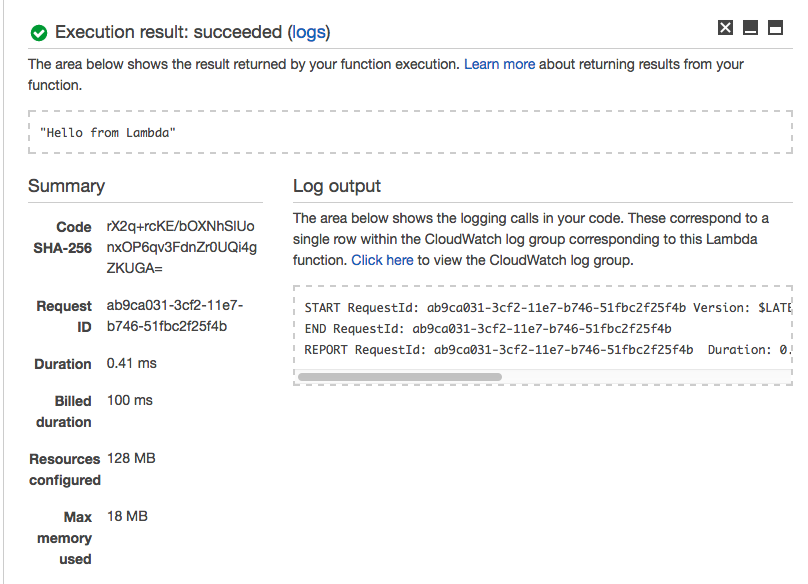 Execution result: succeeded (logs)
The area below shows the result returned by your function execution. Learn more about returning results from your
function.
"Hello from Lambda"
Summary
Code SHA-256
rX2q+rcKE/bOXNhSlUo
nxOP6qv3FdnZr0UQi4g
ZKUGA=
Request ID
ab9ca031-3cf2-11e7-
b746-51fbc2f25f4b
Duration
0.41 ms
Billed duration
100 ms
Resources configured
128 MB
Max memory used
18 MB
Log output
The area below shows the logging calls in your code. These correspond to a
single row within the CloudWatch log group corresponding to this Lambda
function. Click here to view the CloudWatch log group.
START RequestId: ab9ca031-3cf2-11e7-b746-51fbc2f25f4b Version: $LATE
END RequestId: ab9ca031-3cf2-11e7-b746-51fbc2f25f4b
REPORT RequestId: ab9ca031-3cf2-11e7-b746-51fbc2f25f4b  Duration: 0.